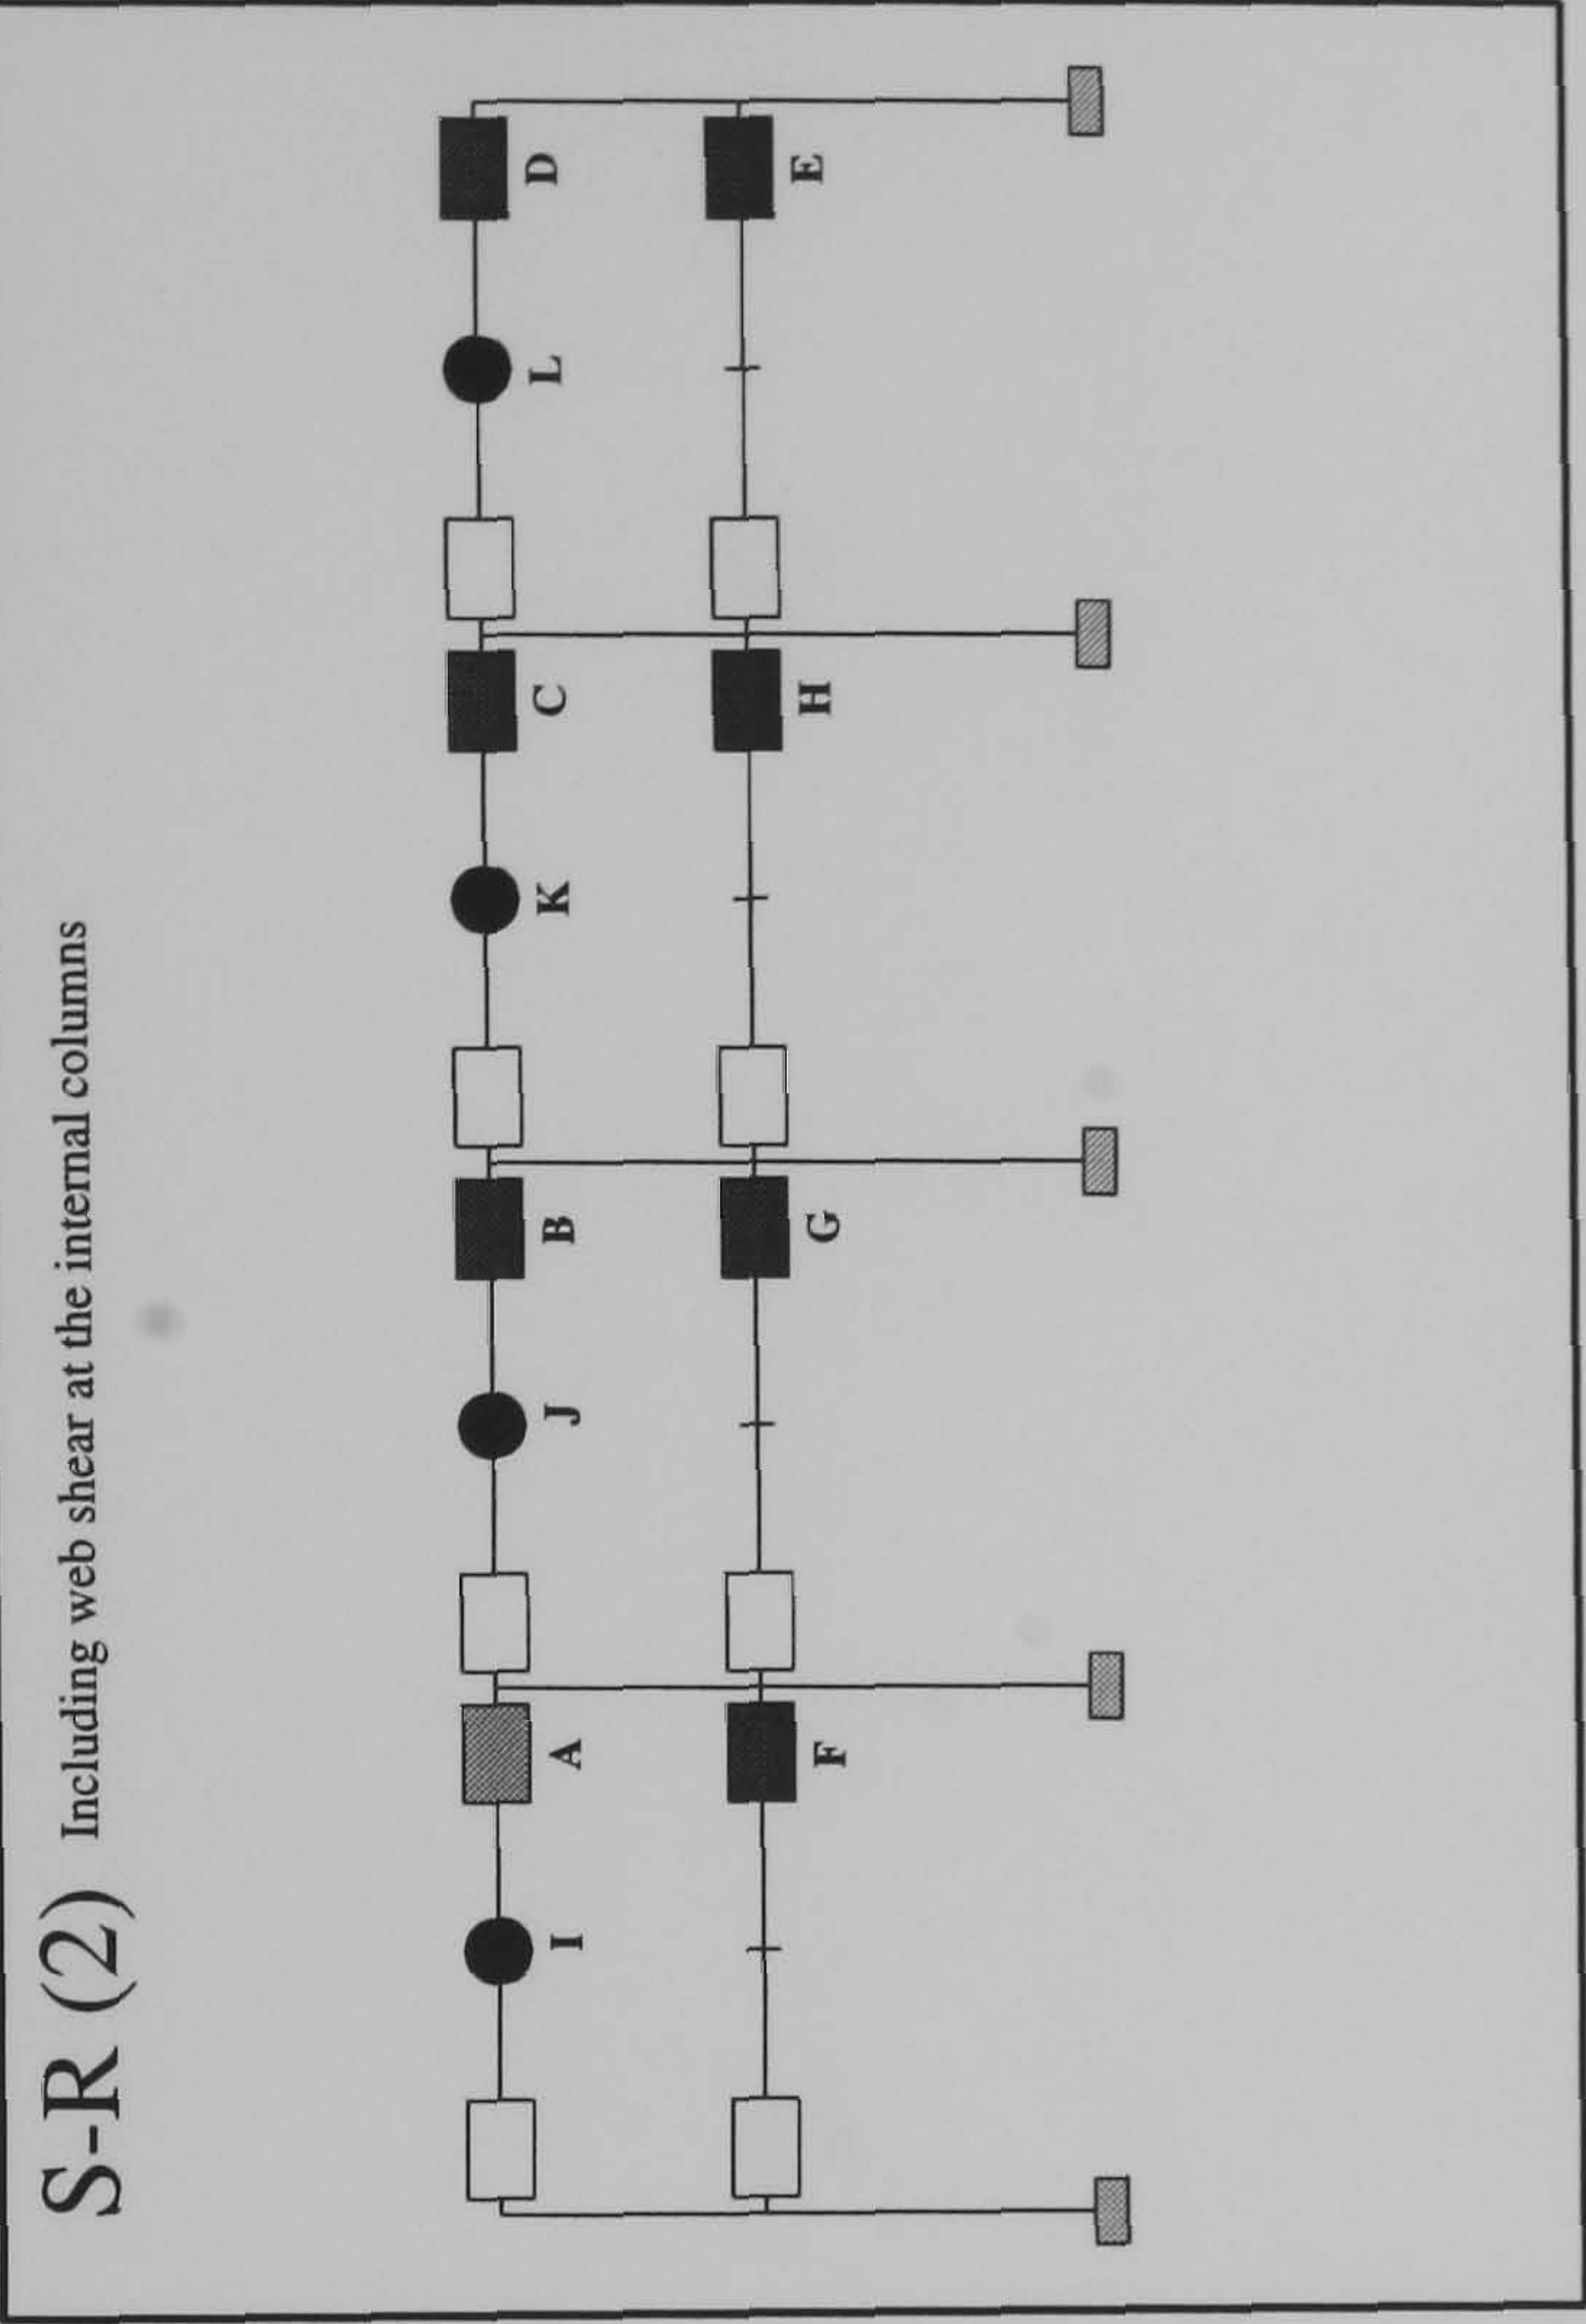 S-R (2) Including web shear at the internal columns
I A J B K C L D
F G H E